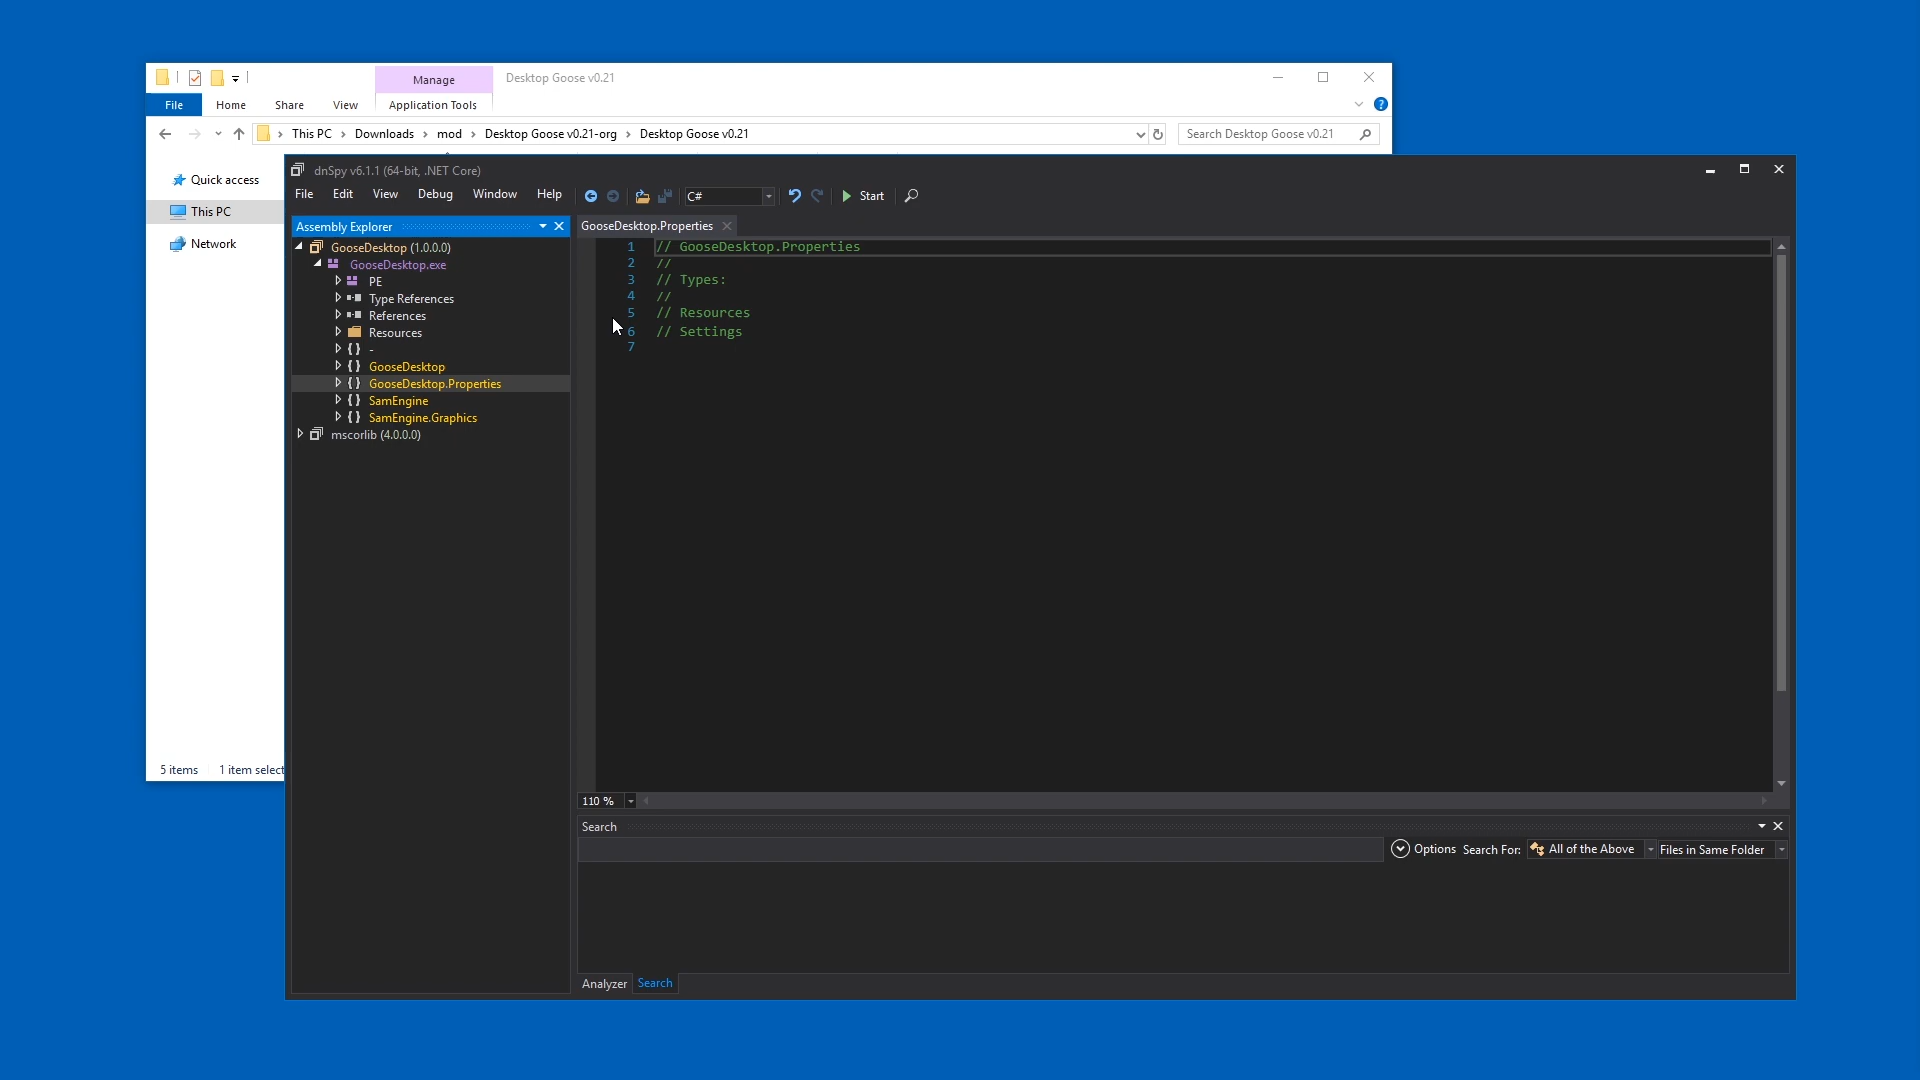 Manage
Desktop Goose v0.21
File
Home
Share
View
Application Tools
This PC
Downloads
mod
Desktop Goose v0.21-org
Desktop Goose v0.21
Search Desktop Goose v0.21
Quick access
This PC
Network
5 items
1 item select
dnSpy v6.1.1 (64-bit, .NET Core)
File
Edit
View
Debug
Window
Help
C#
Start
Assembly Explorer
GooseDesktop (1.0.0.0)
GooseDesktop.exe
PE
Type References
References
Resources
{ } -
{ } GooseDesktop
{ } GooseDesktop.Properties
{ } SamEngine
{ } SamEngine.Graphics
mscorlib (4.0.0.0)
GooseDesktop.Properties
1 // GooseDesktop.Properties
2 //
3 // Types:
4 //
5 // Resources
6 // Settings
7
110 %
Search
Options
Search For:
All of the Above
Files in Same Folder
Analyzer
Search